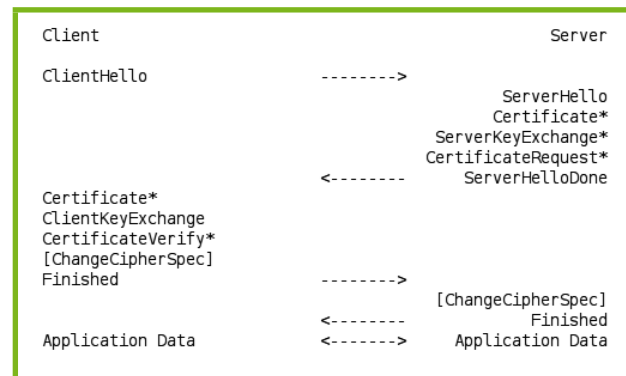 Client Server
ClientHello -------->
ServerHello
Certificate*
ServerKeyExchange*
CertificateRequest*
<-------- ServerHelloDone
Certificate*
ClientKeyExchange
CertificateVerify*
[ChangeCipherSpec]
Finished -------->
[ChangeCipherSpec]
<-------- Finished
Application Data <-------> Application Data